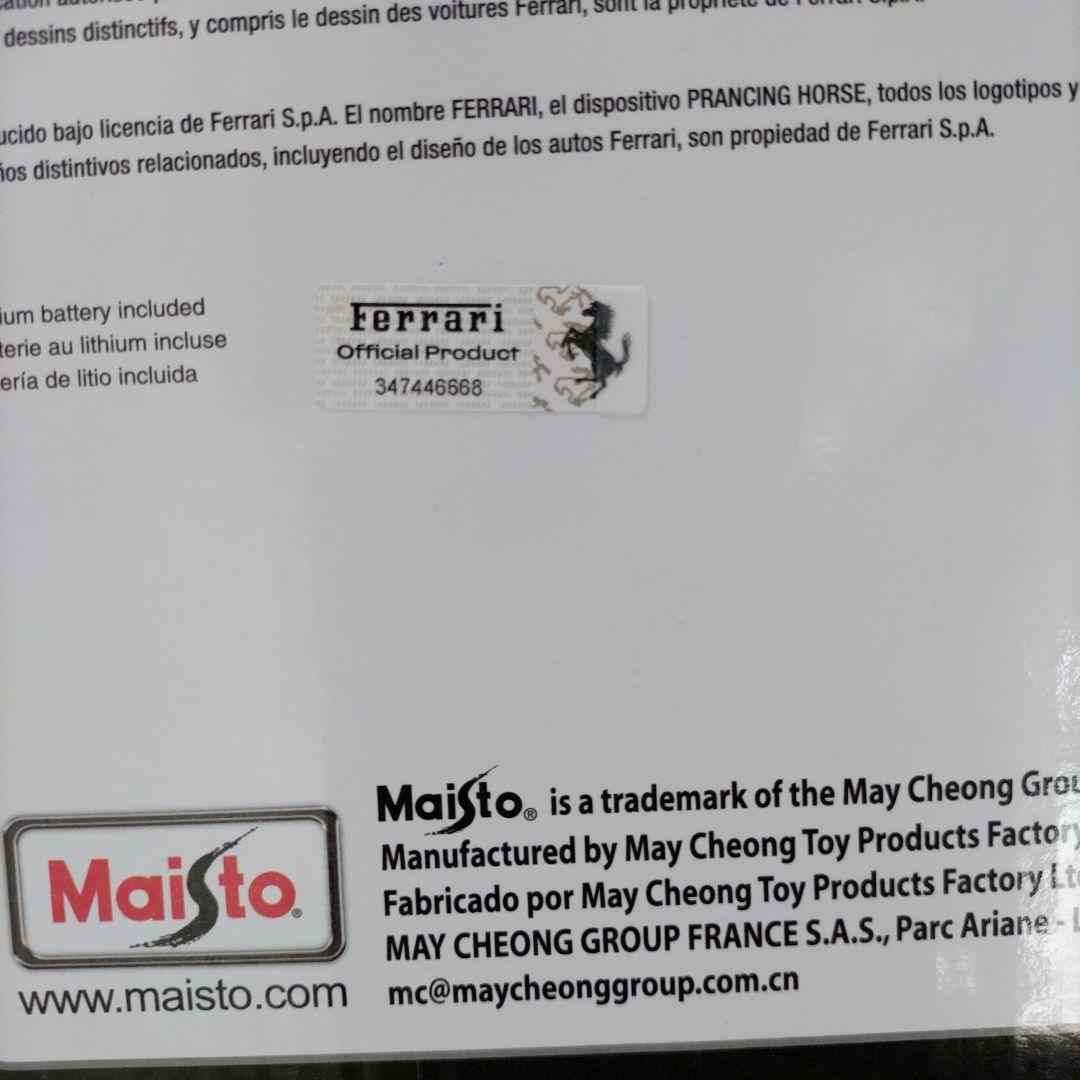 dessins distinctifs, y compris le dessin des voitures Ferrari, sont la propriété de Ferrari S.p.A.
ucido bajo licencia de Ferrari S.p.A. El nombre FERRARI, el dispositivo PRANCING HORSE, todos los logotipos y
ños distintivos relacionados, incluyendo el diseño de los autos Ferrari, son propiedad de Ferrari S.p.A.
ium battery included
terie au lithium incluse
ería de litio incluida
Ferrari
Official Product
347446668
Maisto® is a trademark of the May Cheong Grou
Manufactured by May Cheong Toy Products Factory
Fabricado por May Cheong Toy Products Factory Lt
MAY CHEONG GROUP FRANCE S.A.S., Parc Ariane -
mc@maycheonggroup.com.cn
Maisto®
www.maisto.com